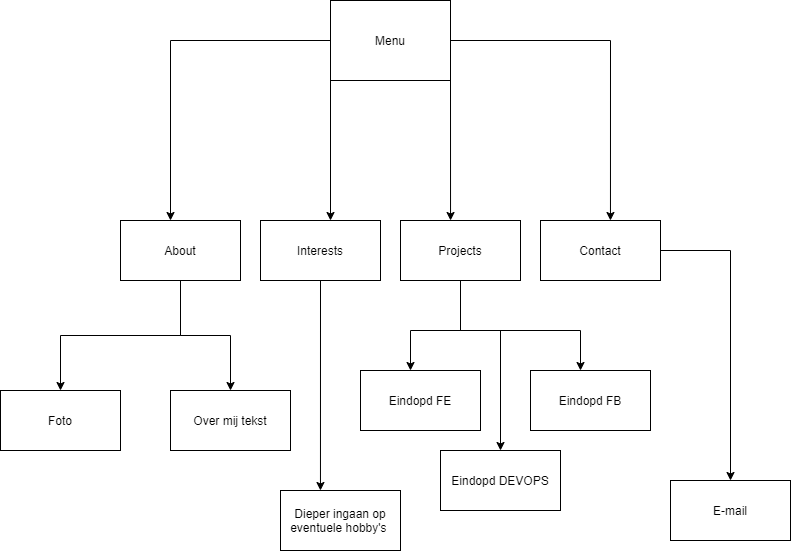 Menu
About
Interests
Projects
Contact
Foto
Over mij tekst
Eindopd FE
Eindopd FB
Eindopd DEVOPS
Dieper ingaan op
eventuele hobby's
E-mail